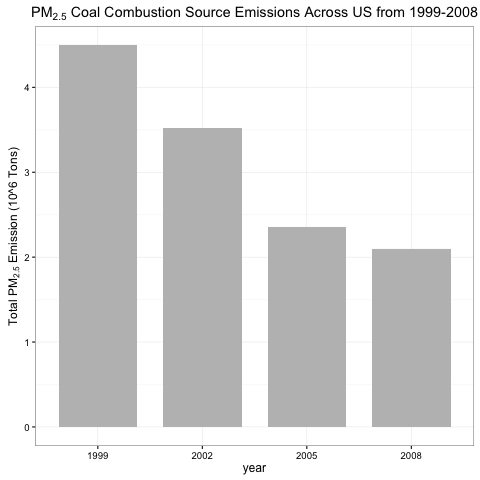 PM2.5 Coal Combustion Source Emissions Across US from 1999-2008
Total PM2.5 Emission (10^6 Tons)
4
3
2
1
0
1999 2002 2005 2008
year